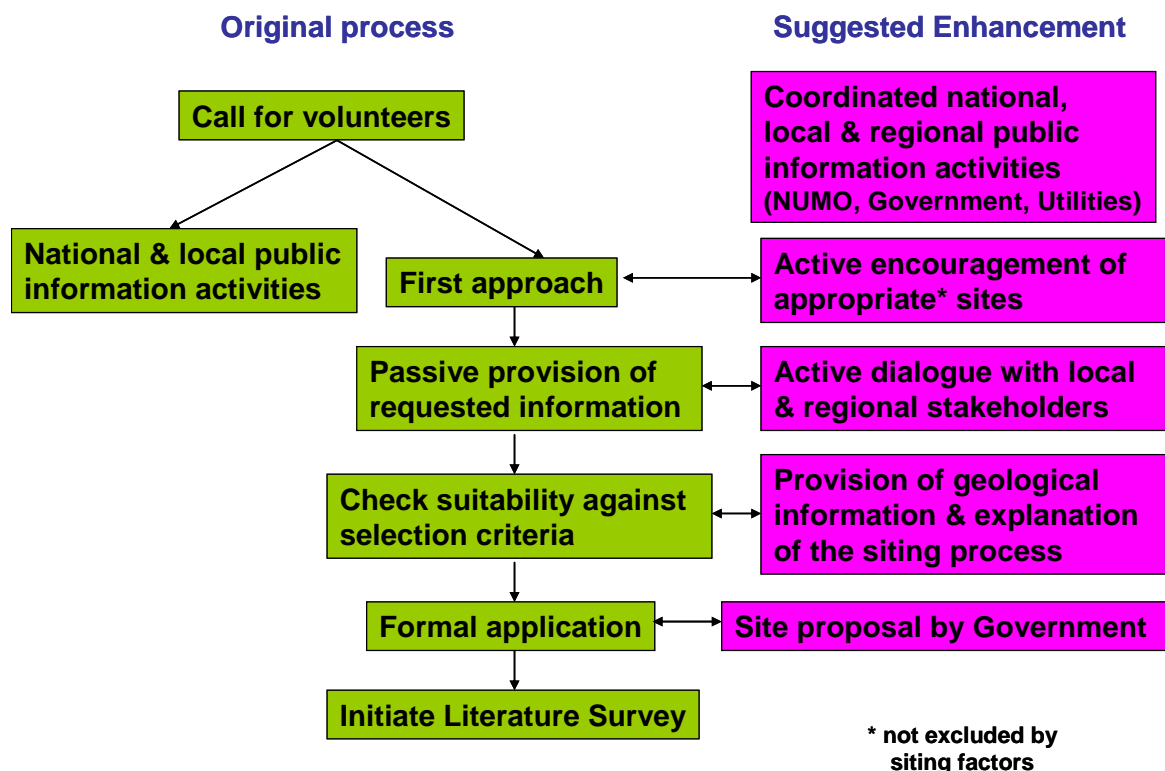 Original process
Suggested Enhancement
Call for volunteers
Coordinated national,
local & regional public
information activities
(NUMO, Government, Utilities)
National & local public
information activities
First approach
Active encouragement of
appropriate* sites
Passive provision of
requested information
Active dialogue with local
& regional stakeholders
Check suitability against
selection criteria
Provision of geological
information & explanation
of the siting process
Formal application
Site proposal by Government
Initiate Literature Survey
* not excluded by
siting factors